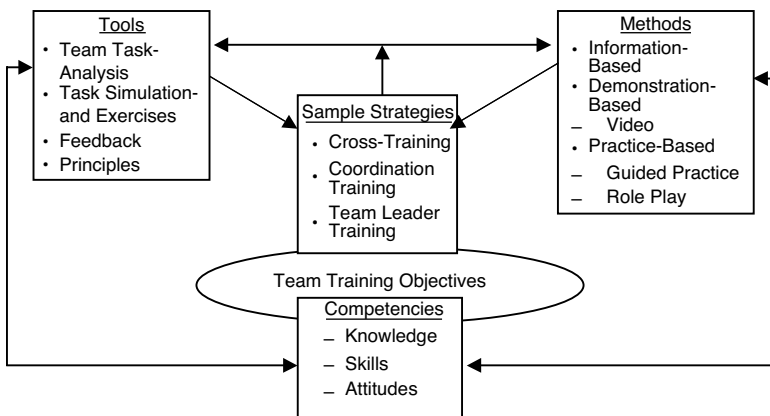 Tools
• Team Task-
Analysis
• Task Simulation-
and Exercises
• Feedback
• Principles
Methods
• Information-
Based
• Demonstration-
Based
– Video
• Practice-Based
– Guided Practice
– Role Play
Sample Strategies
• Cross-Training
• Coordination
Training
• Team Leader
Training
Team Training Objectives
Competencies
– Knowledge
– Skills
– Attitudes